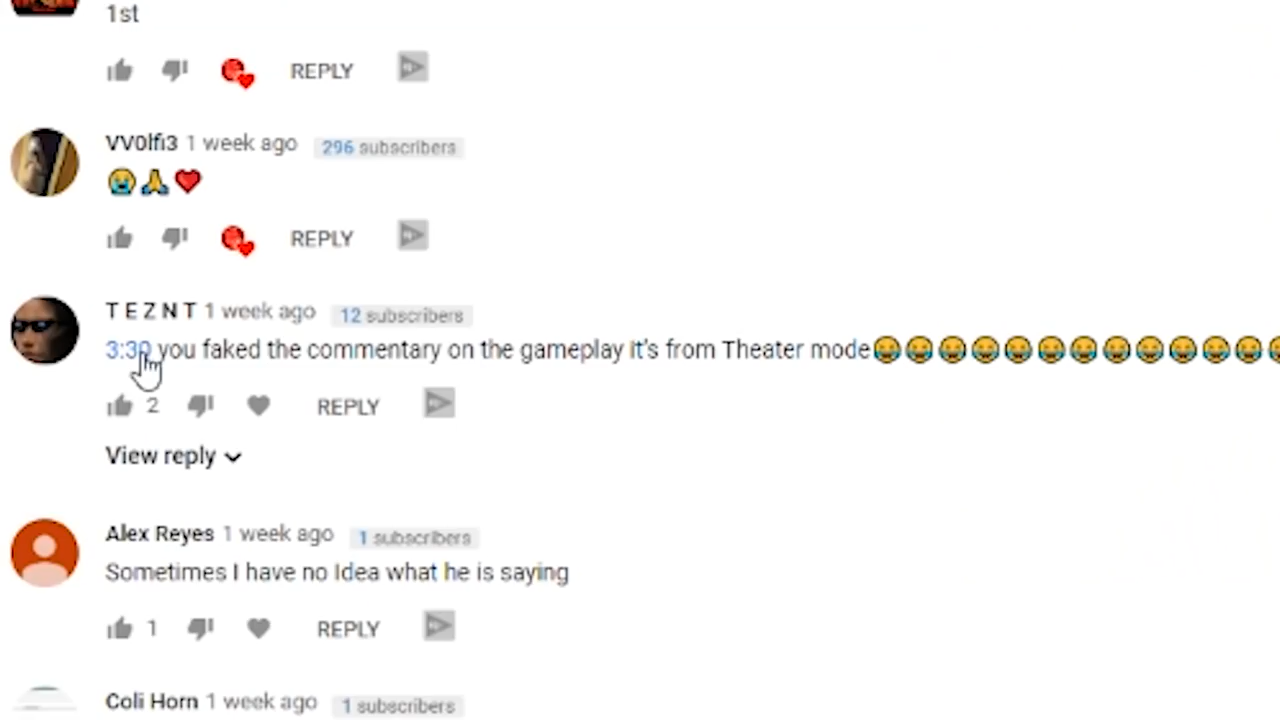 1st
REPLY
VV0lfi3 1 week ago 296 subscribers
😭🙏❤️
REPLY
T E Z N T 1 week ago 12 subscribers
3:30 you faked the commentary on the gameplay It's from Theater mode😂😂😂😂😂😂😂😂😂😂😂😂😂
2 REPLY
View reply
Alex Reyes 1 week ago 1 subscribers
Sometimes I have no Idea what he is saying
1 REPLY
Coli Horn 1 week ago 1 subscribers